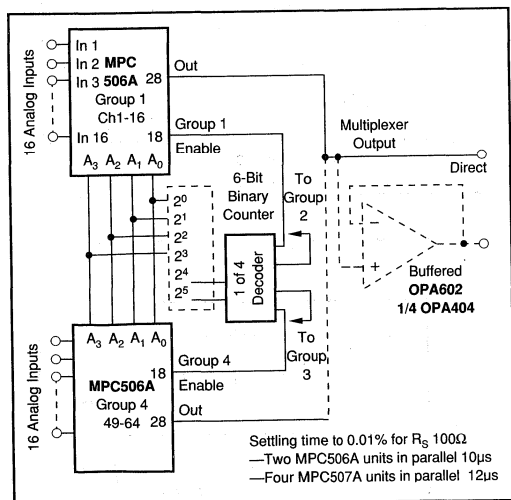 16 Analog Inputs
In 1
In 2 MPC
In 3 506A 28
Group 1
Ch1-16
In 16 18
A3 A2 A1 A0
Out
Group 1
Enable
6-Bit
Binary
Counter
To
Group
2
Multiplexer
Output
Direct
2⁰
2¹
2²
2³
2⁴
2⁵
1 of 4
Decoder
−
+
Buffered
OPA602
1/4 OPA404
To
Group
3
16 Analog Inputs
A3 A2 A1 A0
18
MPC506A
Group 4
49-64 28
Group 4
Enable
Out
Settling time to 0.01% for RS 100Ω
—Two MPC506A units in parallel 10µs
—Four MPC507A units in parallel 12µs